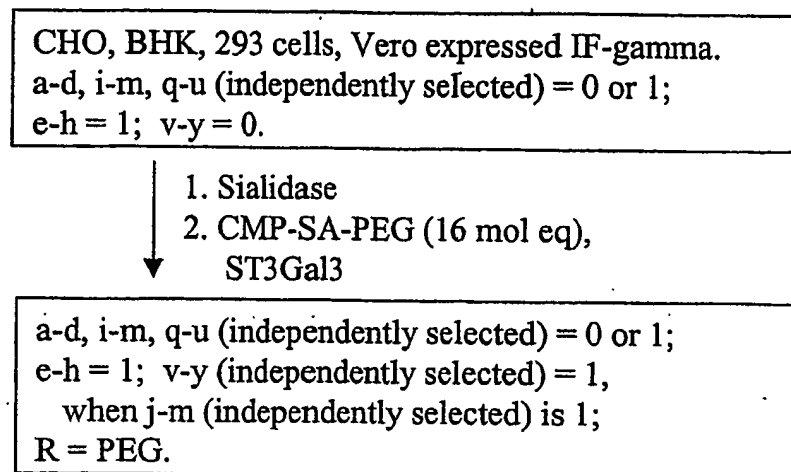 CHO, BHK, 293 cells, Vero expressed IF-gamma.
a-d, i-m, q-u (independently selected) = 0 or 1;
e-h = 1; v-y = 0.
1. Sialidase
2. CMP-SA-PEG (16 mol eq),
ST3Gal3
a-d, i-m, q-u (independently selected) = 0 or 1;
e-h = 1; v-y (independently selected) = 1,
when j-m (independently selected) is 1;
R = PEG.